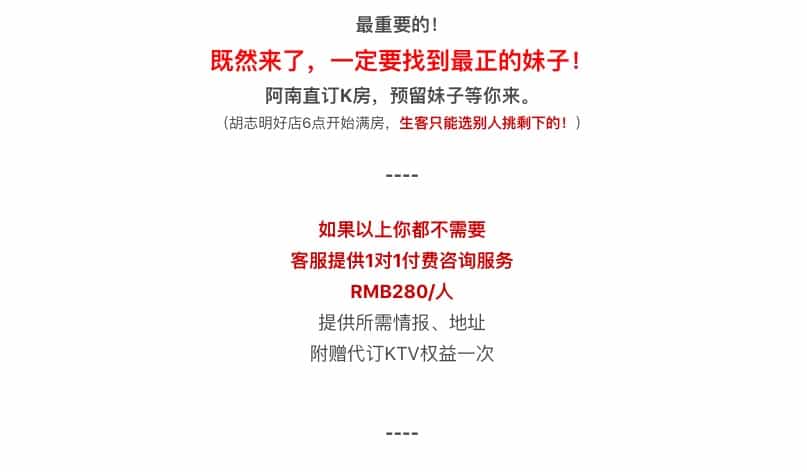 最重要的！
既然来了，一定要找到最正的妹子！
阿南直订K房，预留妹子等你来。
（胡志明好店6点开始满房，生客只能选别人挑剩下的！）
----
如果以上你都不需要
客服提供1对1付费咨询服务
RMB280/人
提供所需情报、地址
附赠代订KTV权益一次
----